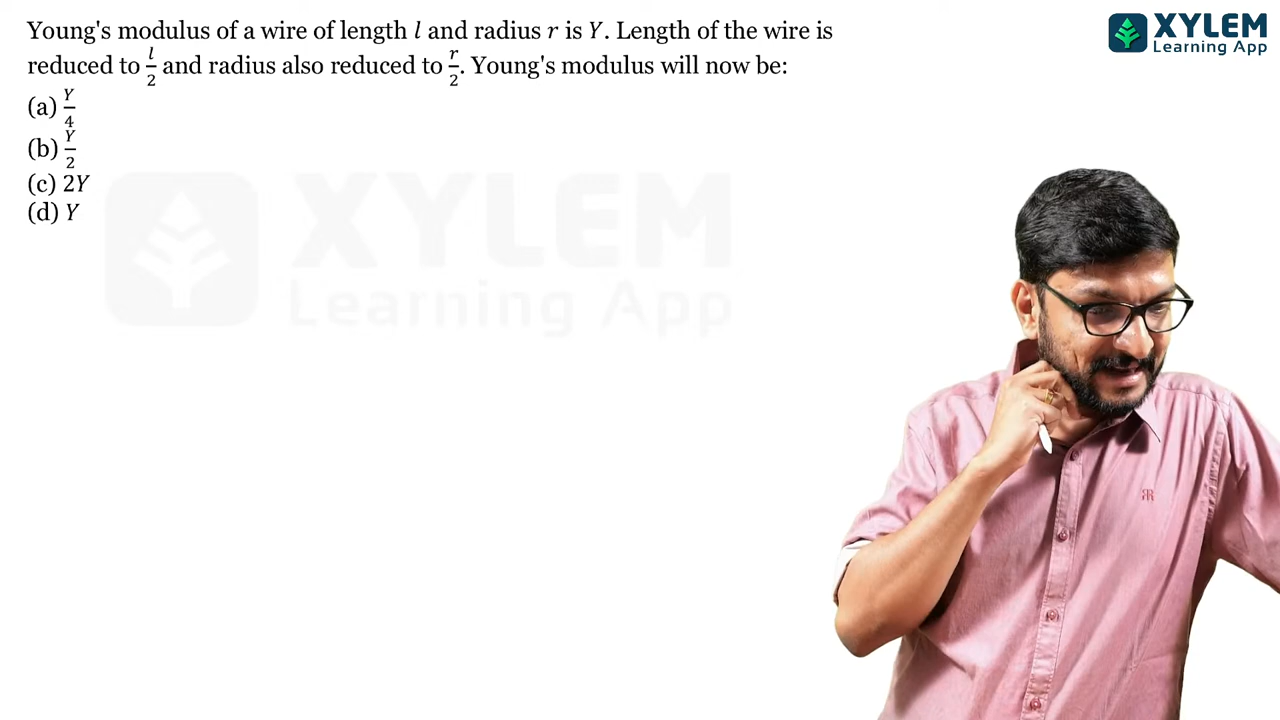 Young's modulus of a wire of length l and radius r is Y. Length of the wire is
reduced to l/2 and radius also reduced to r/2. Young's modulus will now be:
(a) Y/4
(b) Y/2
(c) 2Y
(d) Y
XYLEM
Learning App
XYLEM
Learning App